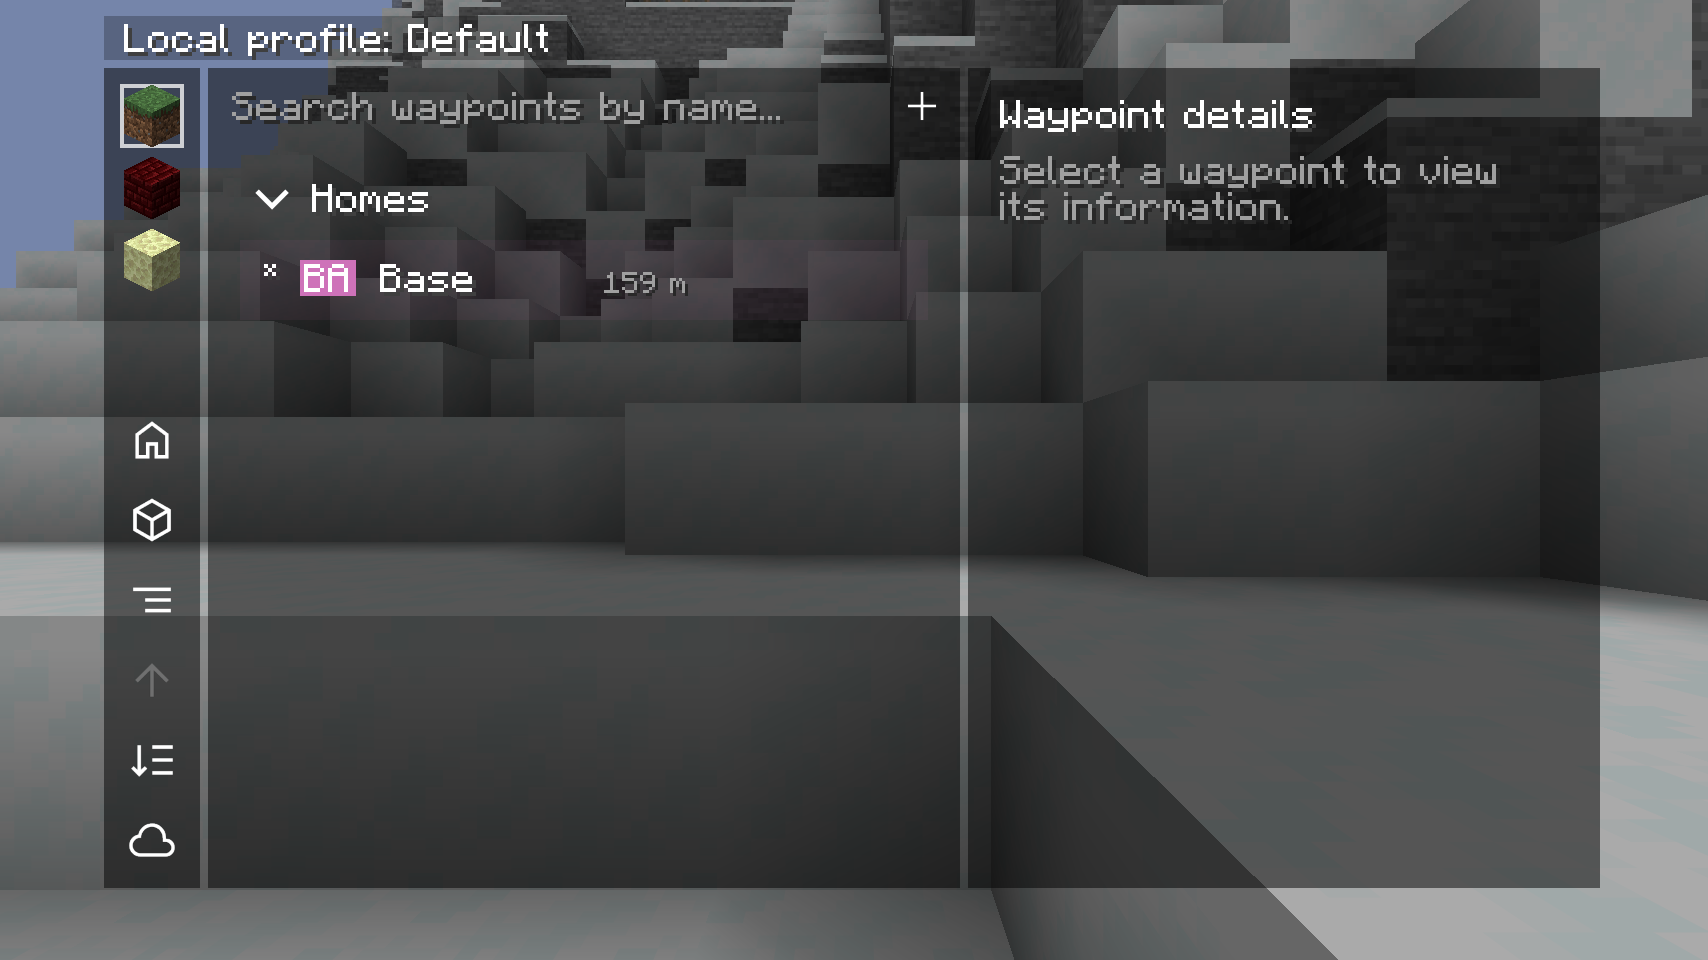 Local profile: Default
Search waypoints by name...
Homes
BA Base 159 m
Waypoint details
Select a waypoint to view
its information.